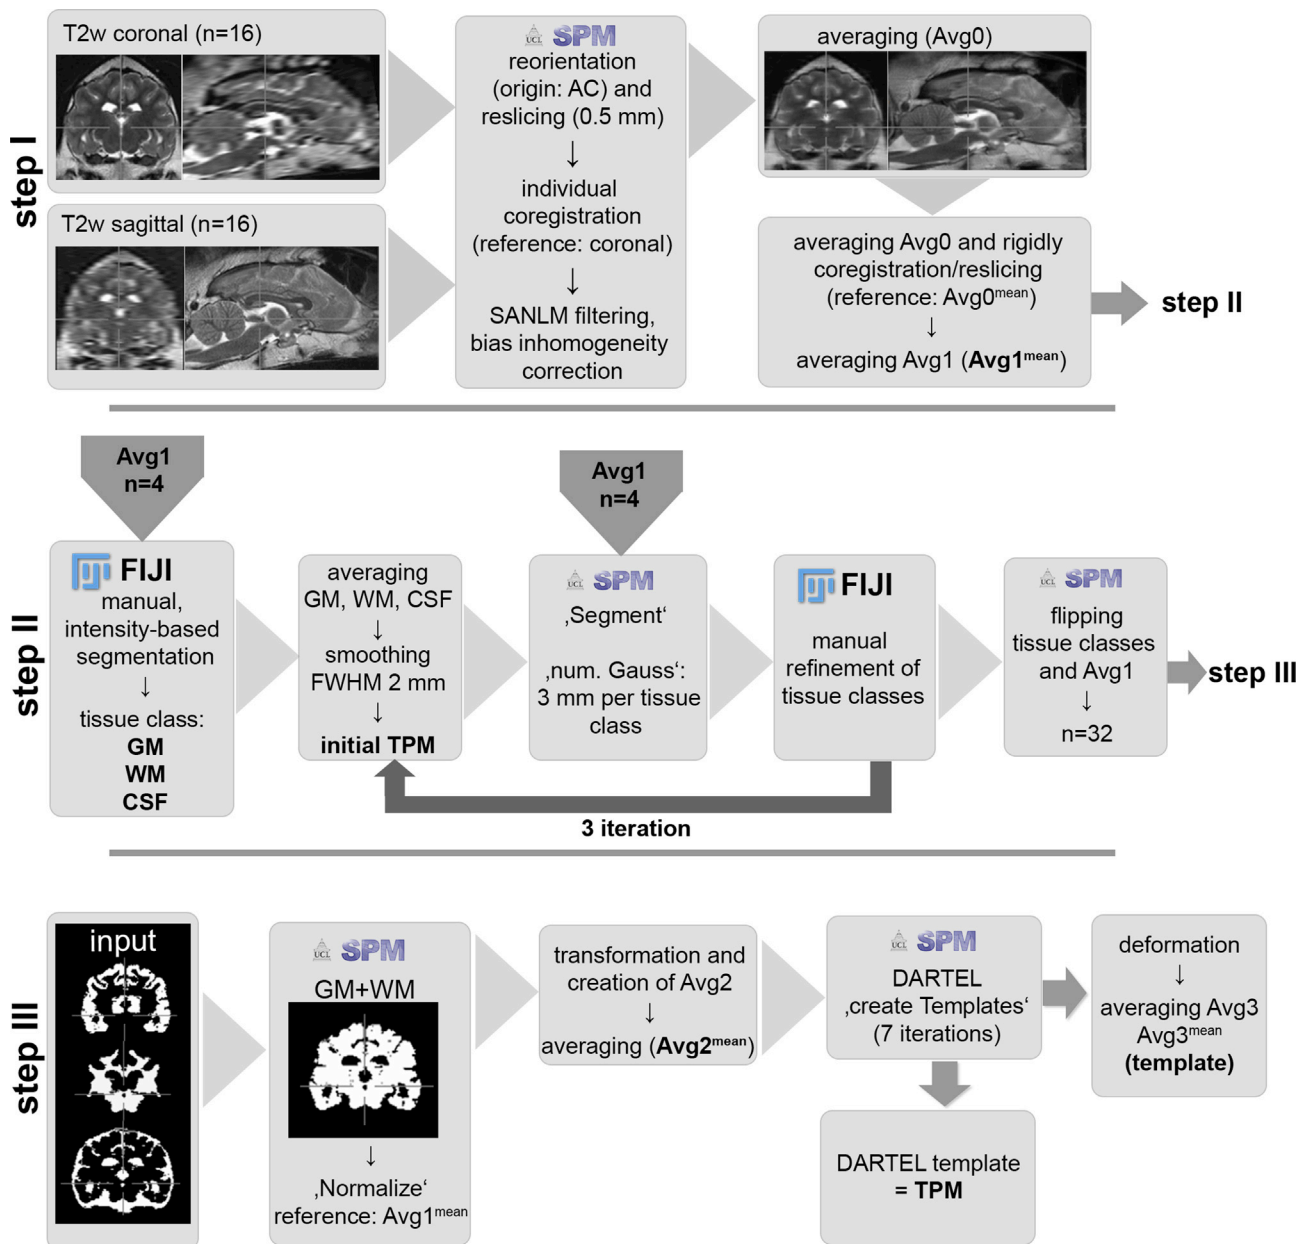 step I
T2w coronal (n=16)
T2w sagittal (n=16)
UCL SPM
reorientation
(origin: AC) and
reslicing (0.5 mm)
↓
individual
coregistration
(reference: coronal)
↓
SANLM filtering,
bias inhomogeneity
correction
averaging (Avg0)
averaging Avg0 and rigidly
coregistration/reslicing
(reference: Avg0mean)
↓
averaging Avg1 (Avg1mean)
step II
step II
Avg1
n=4
FIJI
manual,
intensity-based
segmentation
↓
tissue class:
GM
WM
CSF
averaging
GM, WM, CSF
↓
smoothing
FWHM 2 mm
↓
initial TPM
Avg1
n=4
UCL SPM
‚Segment‘
‚num. Gauss‘:
3 mm per tissue
class
FIJI
manual
refinement of
tissue classes
UCL SPM
flipping
tissue classes
and Avg1
↓
n=32
step III
3 iteration
step III
input
UCL SPM
GM+WM
↓
‚Normalize‘
reference: Avg1mean
transformation and
creation of Avg2
↓
averaging (Avg2mean)
UCL SPM
DARTEL
‚create Templates‘
(7 iterations)
DARTEL template
= TPM
deformation
↓
averaging Avg3
Avg3mean
(template)